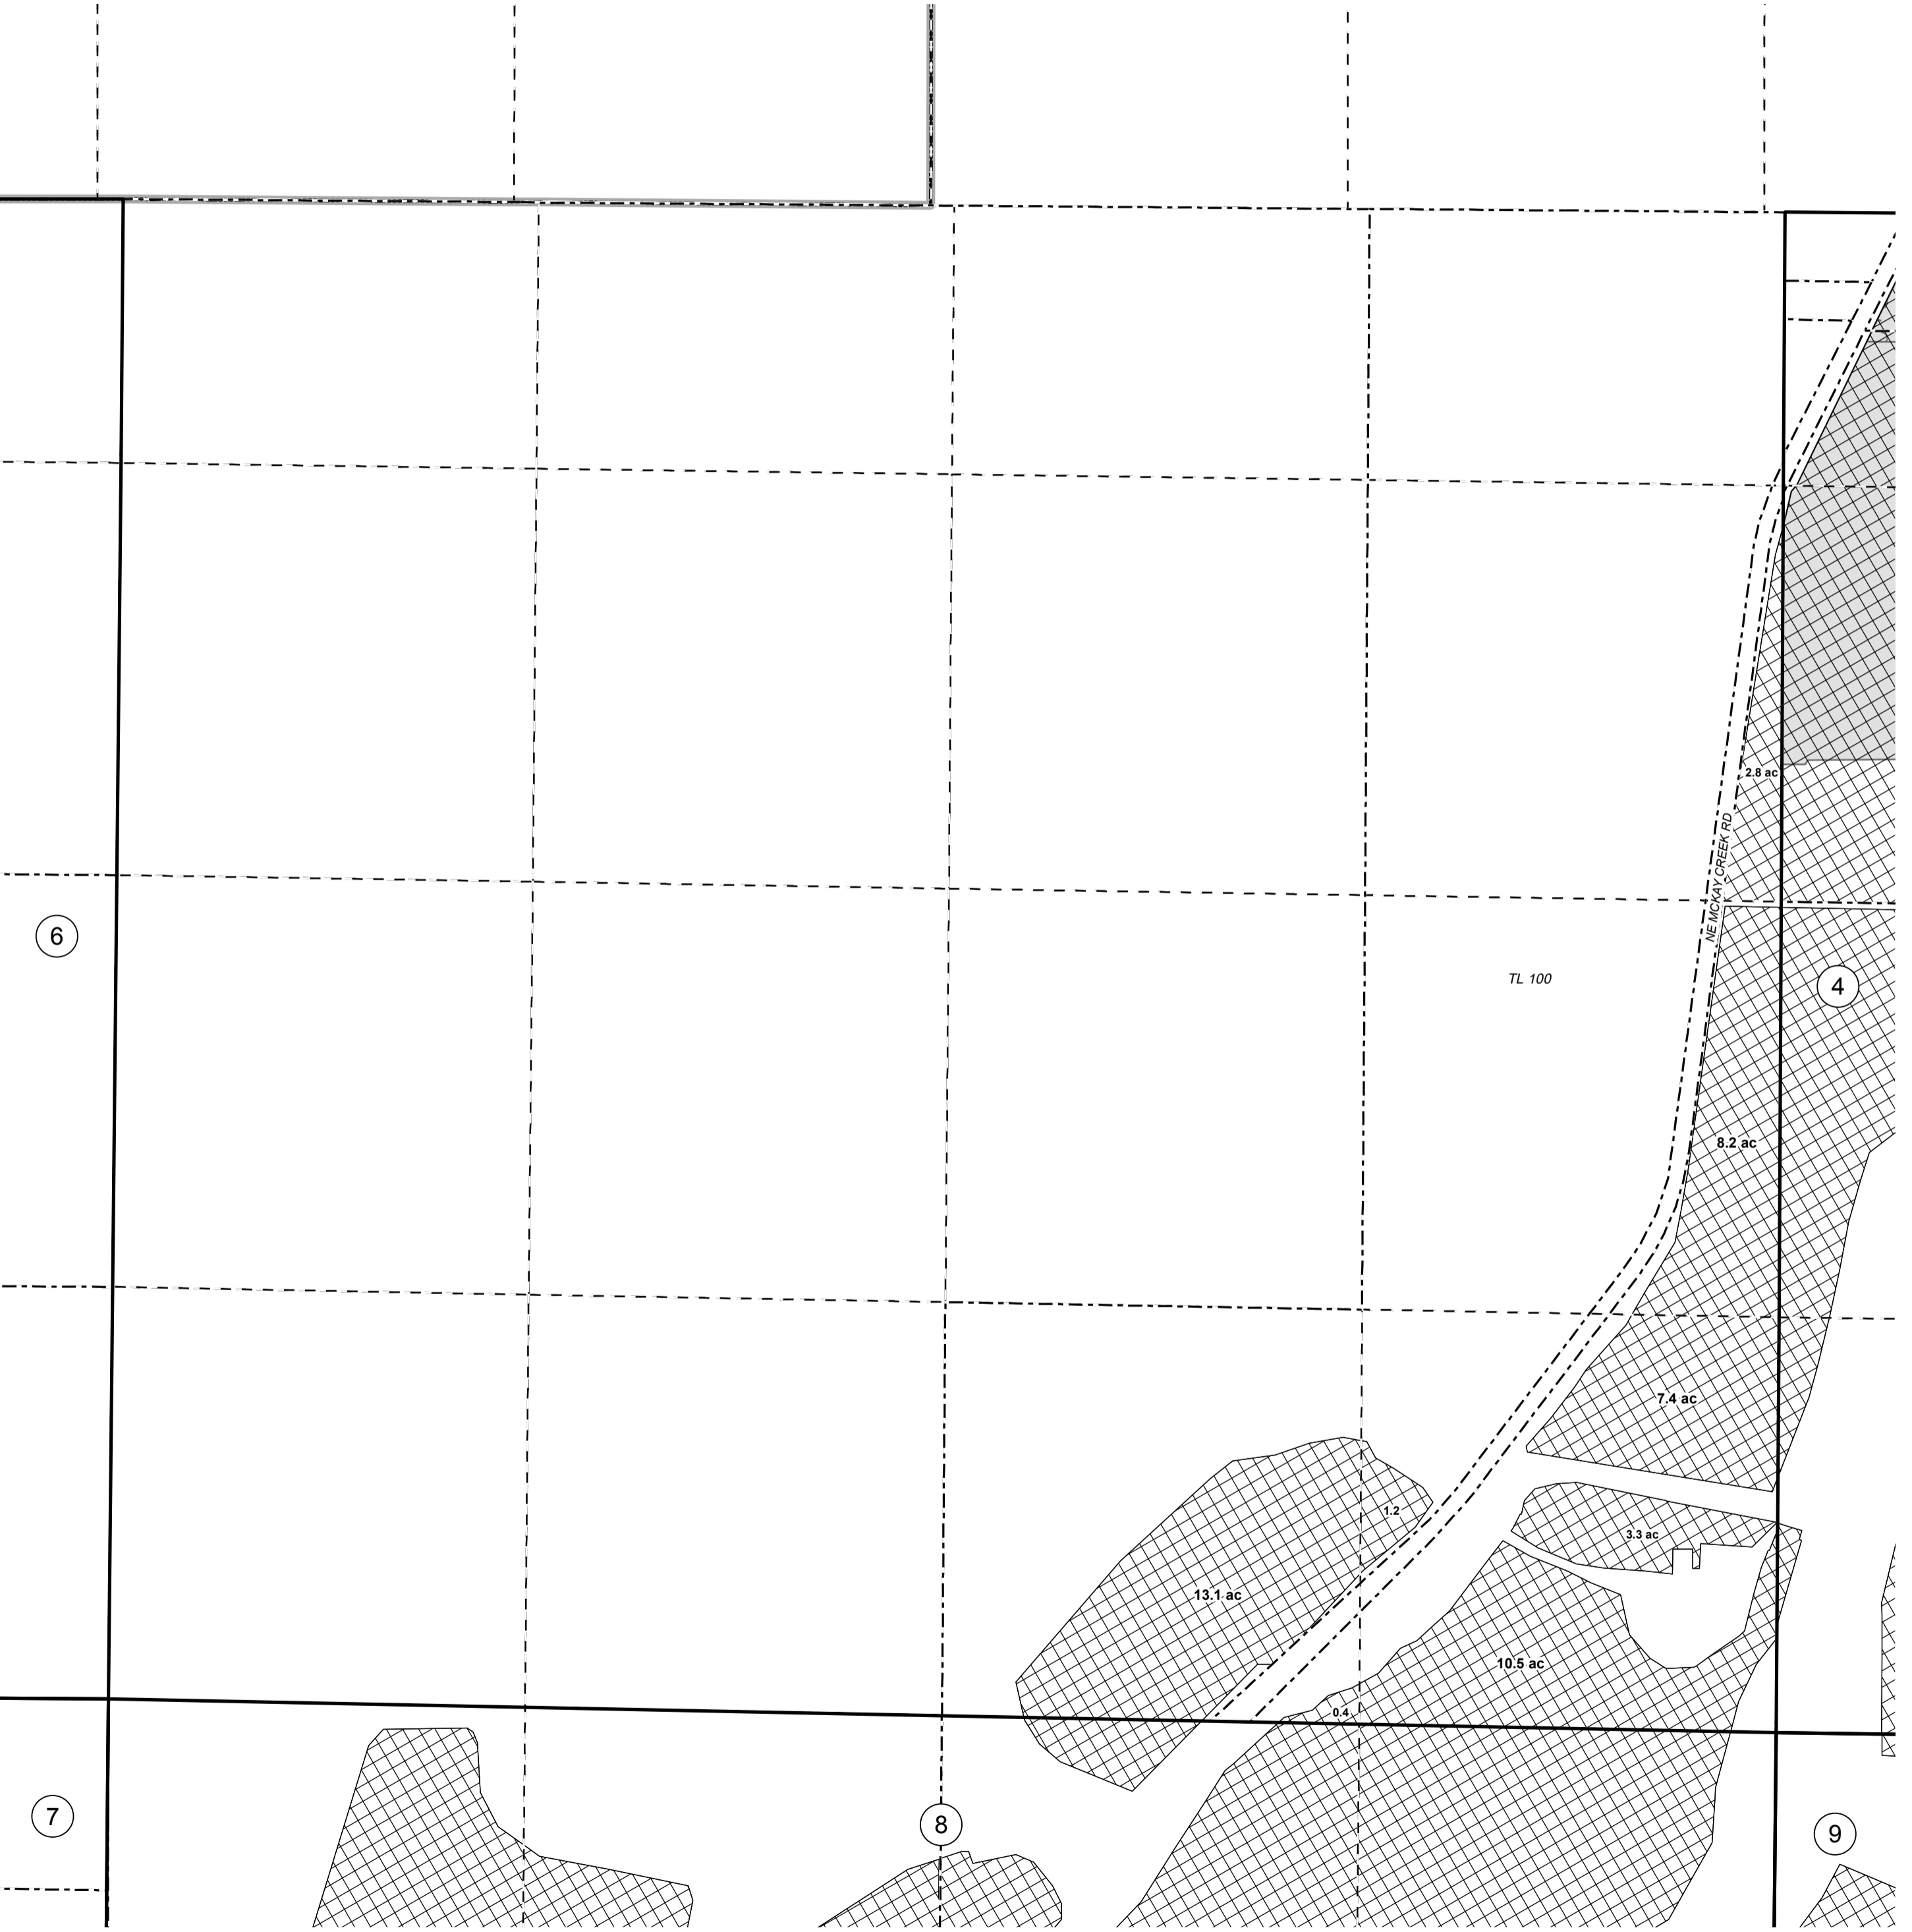 2.8 ac
NE MCKAY CREEK RD
6
TL 100
4
8.2 ac
7.4 ac
1.2
3.3 ac
13.1 ac
10.5 ac
0.4
7
8
9